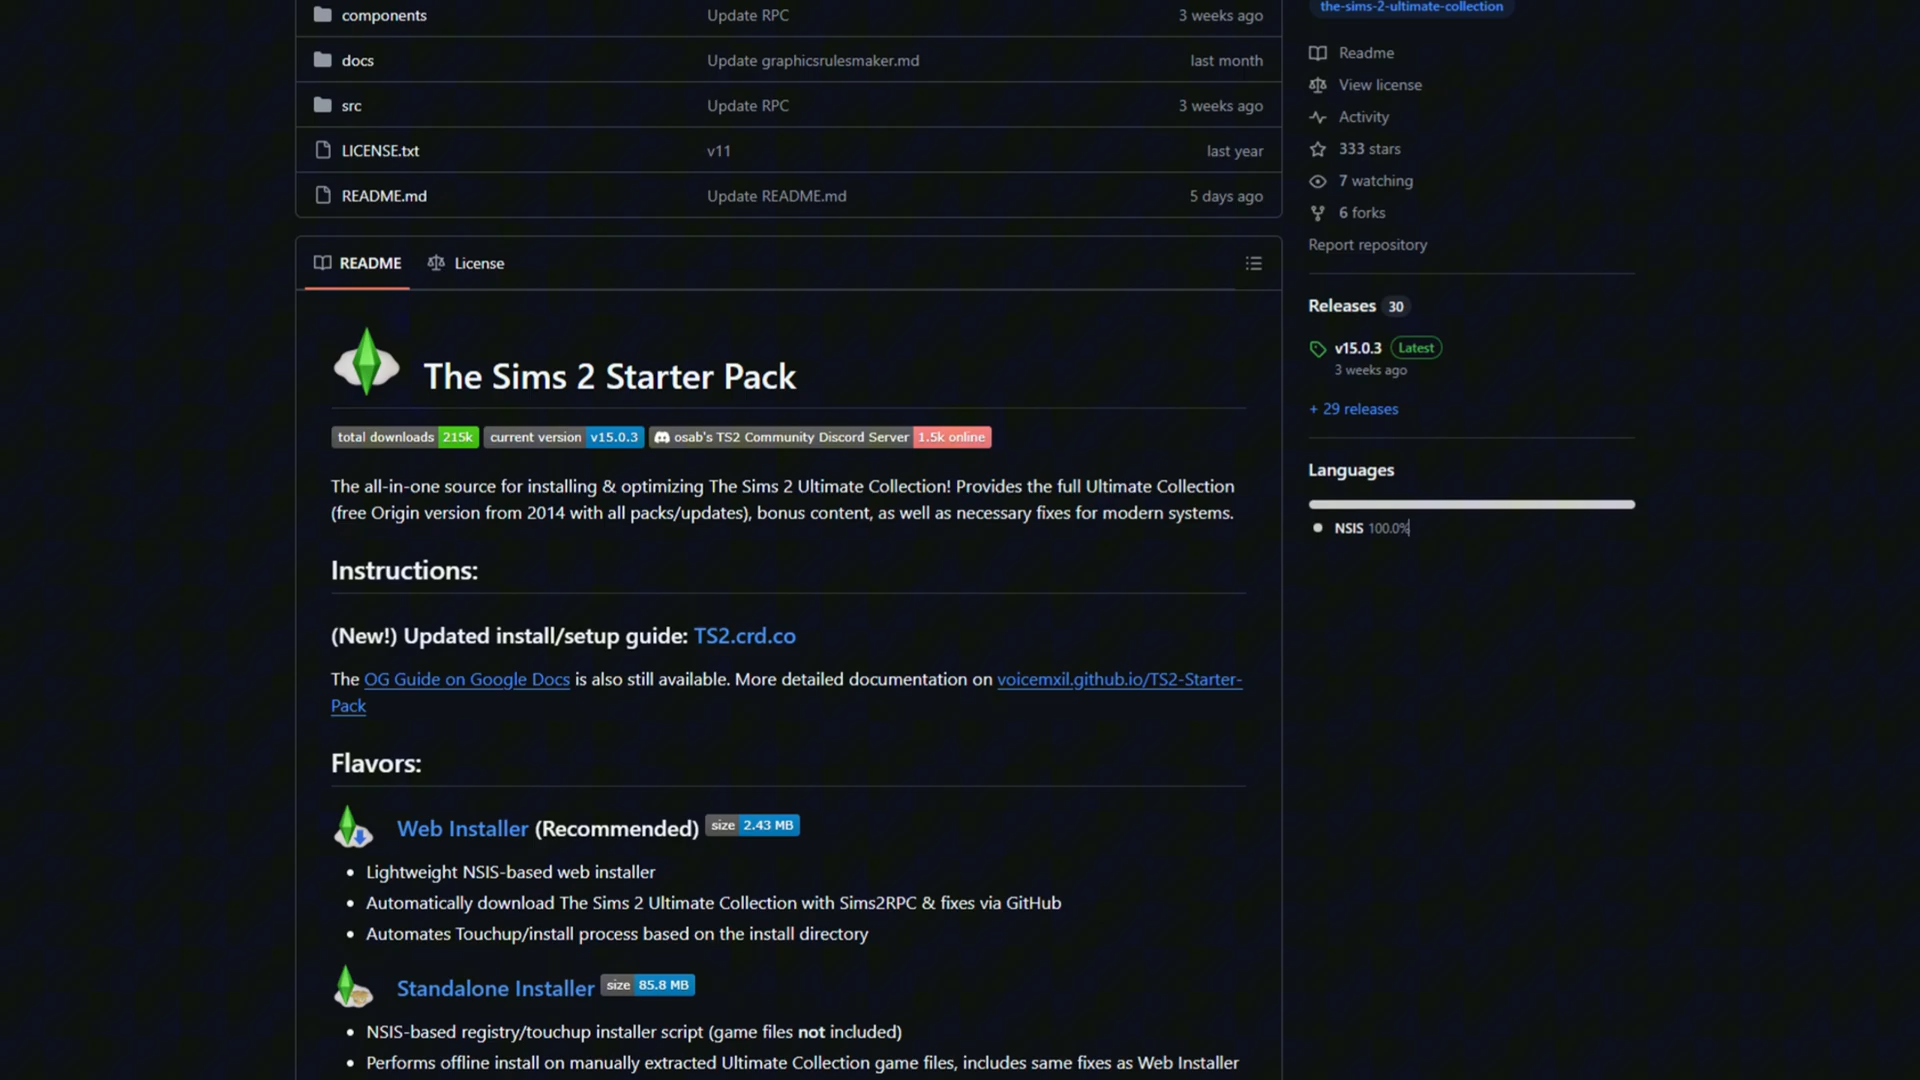 components Update RPC 3 weeks ago
docs Update graphicsrulesmaker.md last month
src Update RPC 3 weeks ago
LICENSE.txt v11 last year
README.md Update README.md 5 days ago
README License
The Sims 2 Starter Pack
total downloads 215k current version v15.0.3 osab's TS2 Community Discord Server 1.5k online
The all-in-one source for installing & optimizing The Sims 2 Ultimate Collection! Provides the full Ultimate Collection
(free Origin version from 2014 with all packs/updates), bonus content, as well as necessary fixes for modern systems.
Instructions:
(New!) Updated install/setup guide: TS2.crd.co
The OG Guide on Google Docs is also still available. More detailed documentation on voicemxil.github.io/TS2-Starter-
Pack
Flavors:
Web Installer (Recommended) size 2.43 MB
• Lightweight NSIS-based web installer
• Automatically download The Sims 2 Ultimate Collection with Sims2RPC & fixes via GitHub
• Automates Touchup/install process based on the install directory
Standalone Installer size 85.8 MB
• NSIS-based registry/touchup installer script (game files not included)
• Performs offline install on manually extracted Ultimate Collection game files, includes same fixes as Web Installer
the-sims-2-ultimate-collection
Readme
View license
Activity
333 stars
7 watching
6 forks
Report repository
Releases 30
v15.0.3 Latest
3 weeks ago
+ 29 releases
Languages
NSIS 100.0%